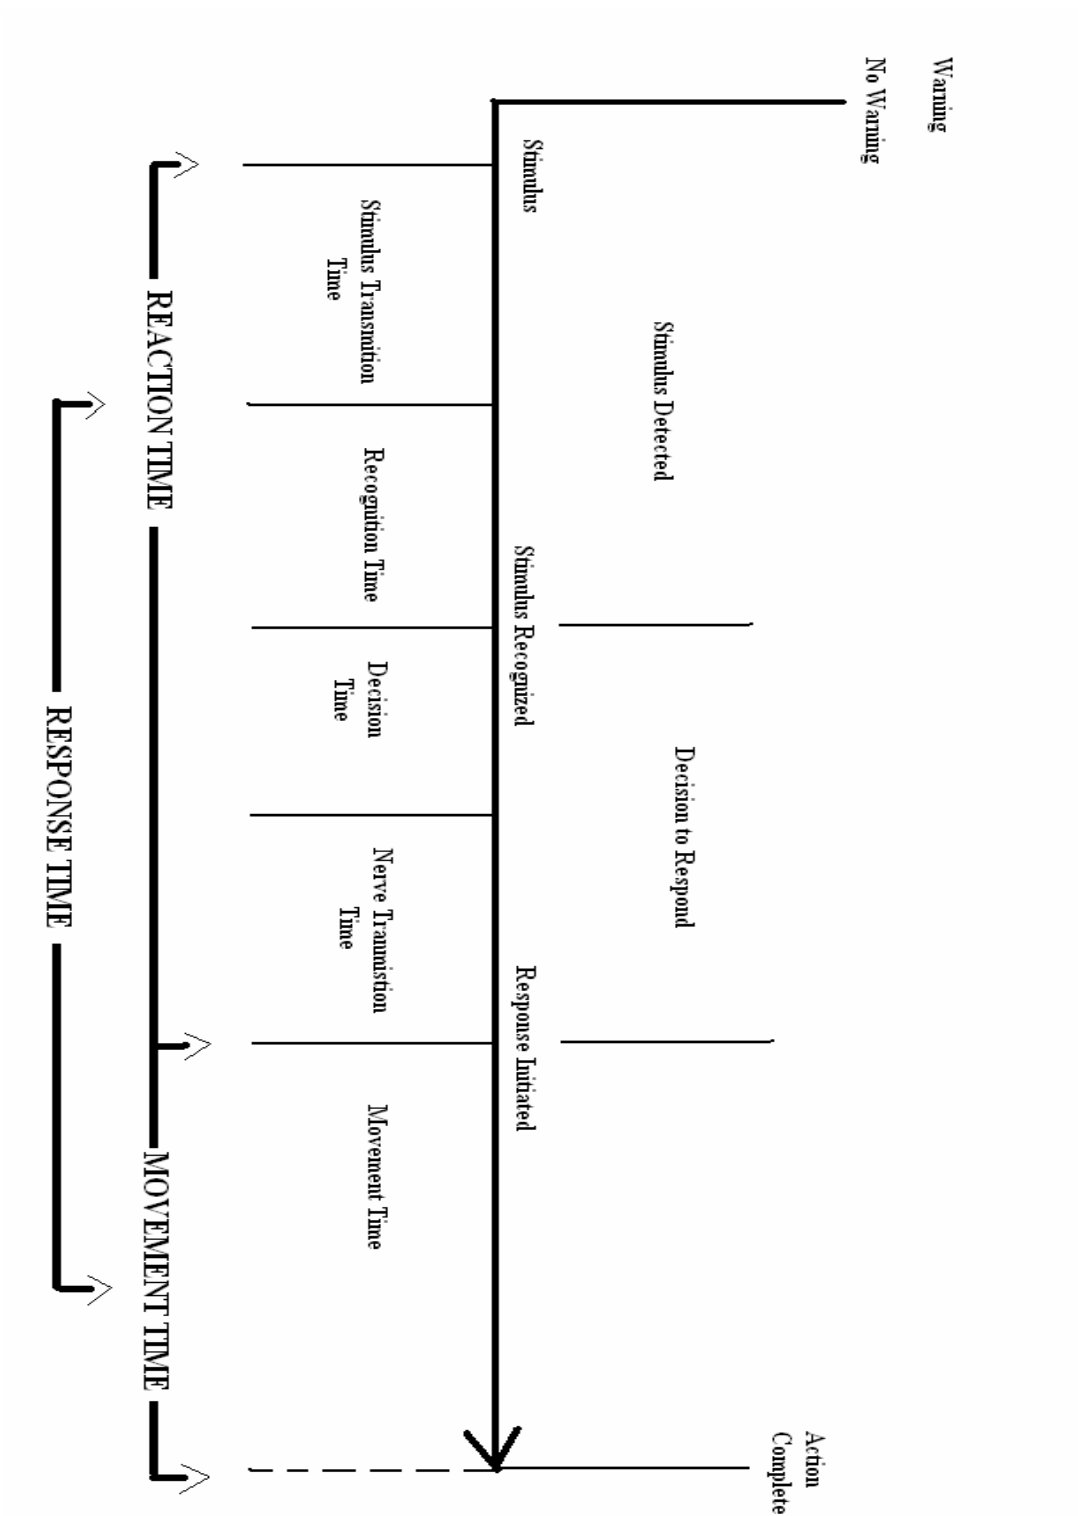 Warning
No Warning
Action
Complete
Stimulus Detected
Decision to Respond
Stimulus
Stimulus Recognized
Response Initiated
Stimulus Transmition
Time
Recognition Time
Decision
Time
Nerve Tranmistion
Time
Movement Time
REACTION TIME
MOVEMENT TIME
RESPONSE TIME